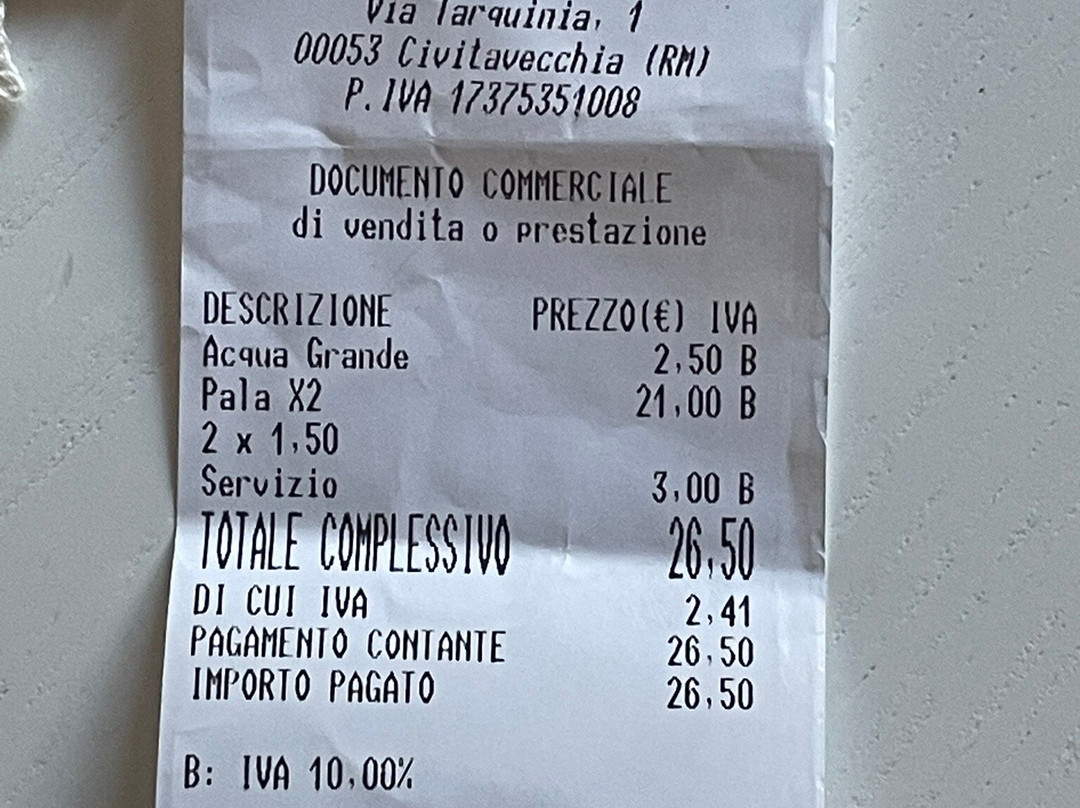 Via Tarquinia, 1
00053 Civitavecchia (RM)
P.IVA 17375351008
DOCUMENTO COMMERCIALE
di vendita o prestazione
DESCRIZIONE PREZZO(€) IVA
Acqua Grande 2,50 B
Pala X2 21,00 B
2 x 1,50
Servizio 3,00 B
TOTALE COMPLESSIVO 26,50
DI CUI IVA 2,41
PAGAMENTO CONTANTE 26,50
IMPORTO PAGATO 26,50
B: IVA 10,00%